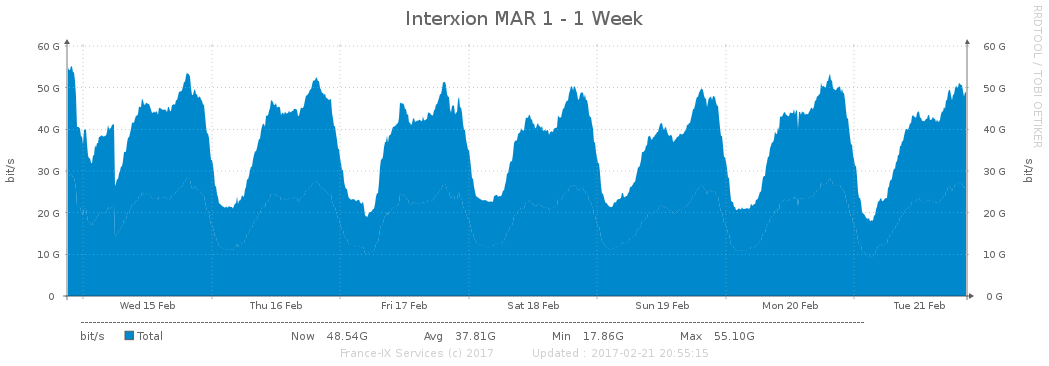 Interxion MAR 1 - 1 Week
RRDTOOL / TOBI OETIKER
bit/s
60 G 60 G
50 G 50 G
40 G 40 G
30 G 30 G
20 G 20 G
10 G 10 G
0 0 G
bit/s
Wed 15 Feb Thu 16 Feb Fri 17 Feb Sat 18 Feb Sun 19 Feb Mon 20 Feb Tue 21 Feb
bit/s Total Now 48.54G Avg 37.81G Min 17.86G Max 55.10G
France-IX Services (c) 2017 Updated : 2017-02-21 20:55:15